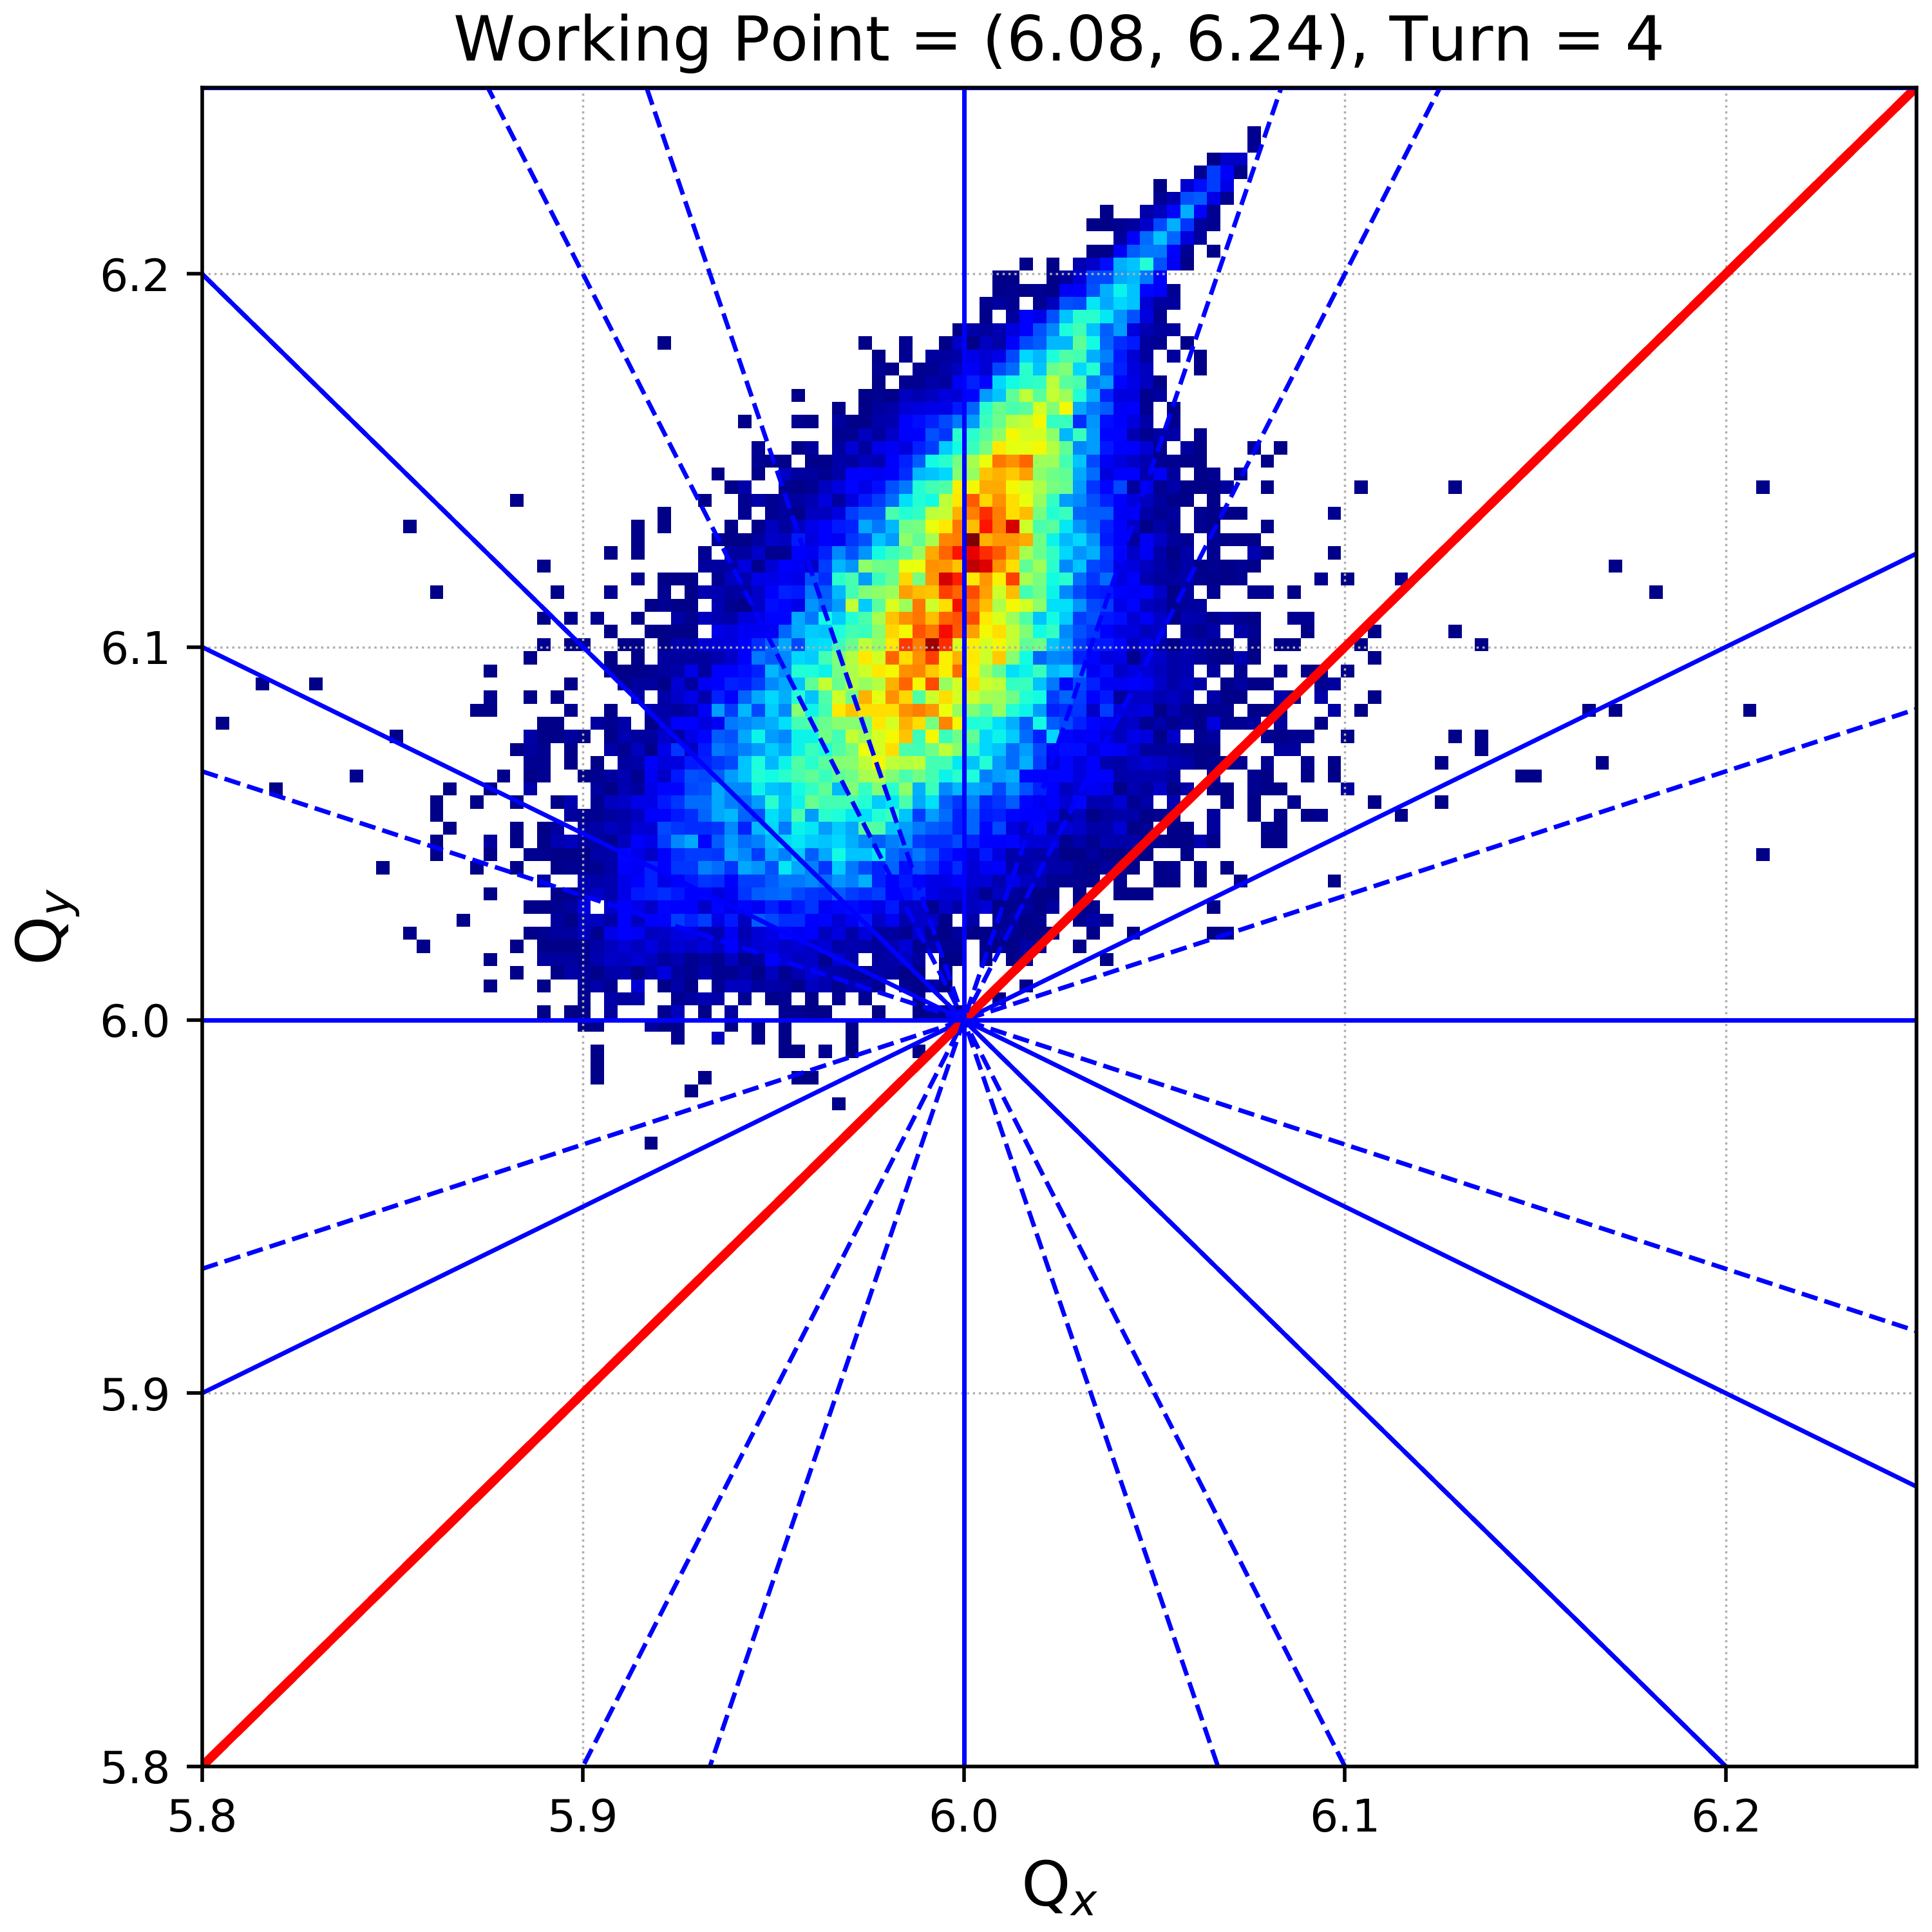 Working Point = (6.08, 6.24), Turn = 4
6.2
6.1
6.0
5.9
5.8
Qy
5.8 5.9 6.0 6.1 6.2
Qx